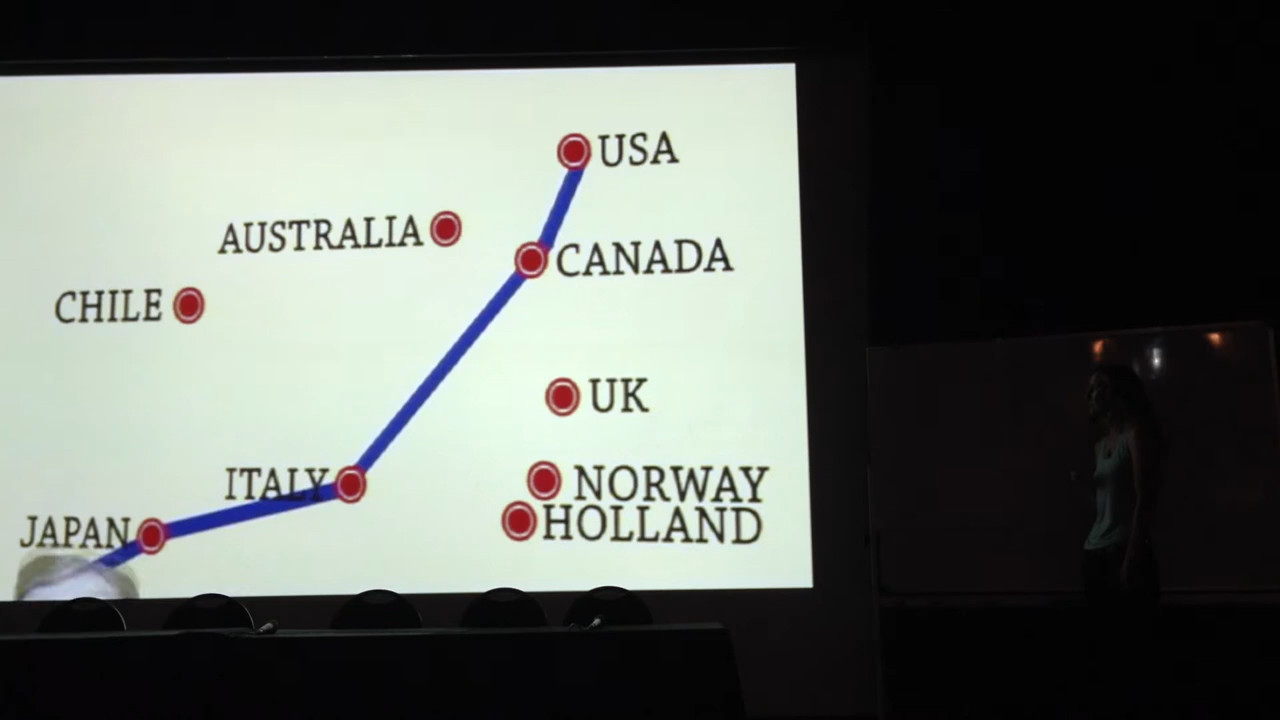 USA
AUSTRALIA
CANADA
CHILE
UK
ITALY
NORWAY
JAPAN
HOLLAND